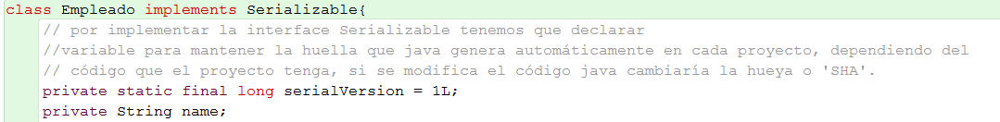 class Empleado implements Serializable{
// por implementar la interface Serializable tenemos que declarar
//variable para mantener la huella que java genera automáticamente en cada proyecto, dependiendo del
// código que el proyecto tenga, si se modifica el código java cambiaría la hueya o 'SHA'.
private static final long serialVersion = 1L;
private String name;